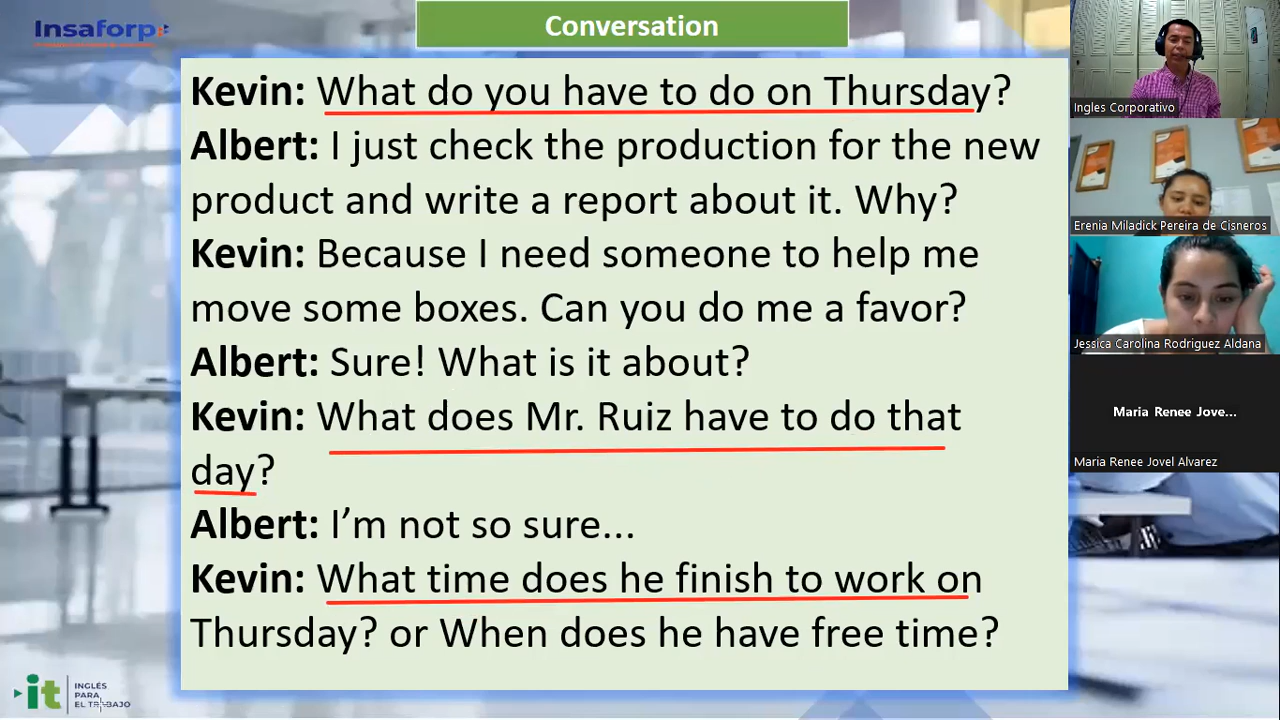 Insaforp
Conversation
Kevin: What do you have to do on Thursday?
Albert: I just check the production for the new
product and write a report about it. Why?
Kevin: Because I need someone to help me
move some boxes. Can you do me a favor?
Albert: Sure! What is it about?
Kevin: What does Mr. Ruiz have to do that
day?
Albert: I’m not so sure...
Kevin: What time does he finish to work on
Thursday? or When does he have free time?
it
INGLÉS
PARA
EL TRABAJO
Ingles Corporativo
Erenia Miladick Pereira de Cisneros
Jessica Carolina Rodriguez Aldana
Maria Renee Jove...
Maria Renee Jovel Alvarez